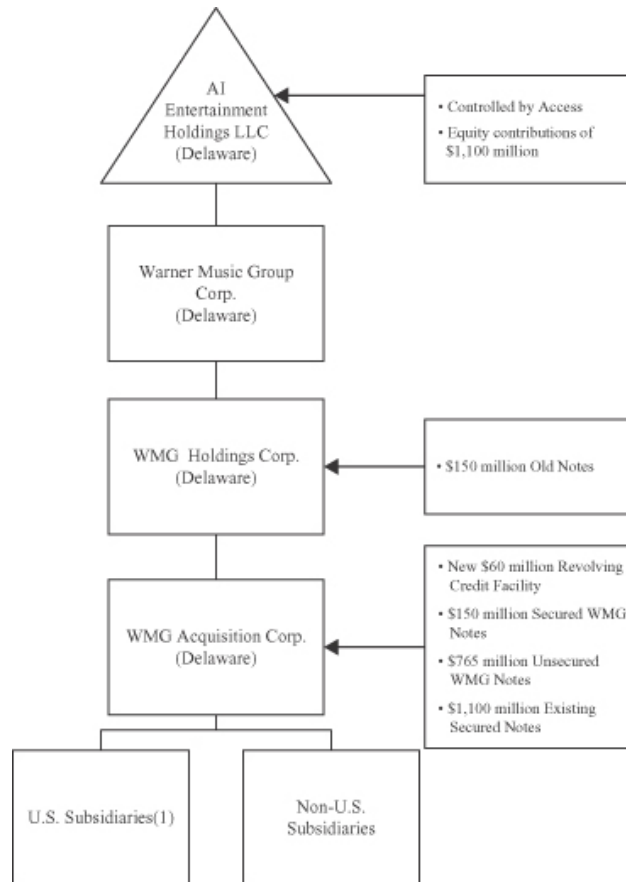 AI
Entertainment
Holdings LLC
(Delaware)
• Controlled by Access
• Equity contributions of
$1,100 million
Warner Music Group
Corp.
(Delaware)
WMG Holdings Corp.
(Delaware)
• $150 million Old Notes
WMG Acquisition Corp.
(Delaware)
• New $60 million Revolving
Credit Facility
• $150 million Secured WMG
Notes
• $765 million Unsecured
WMG Notes
• $1,100 million Existing
Secured Notes
U.S. Subsidiaries(1)
Non-U.S.
Subsidiaries